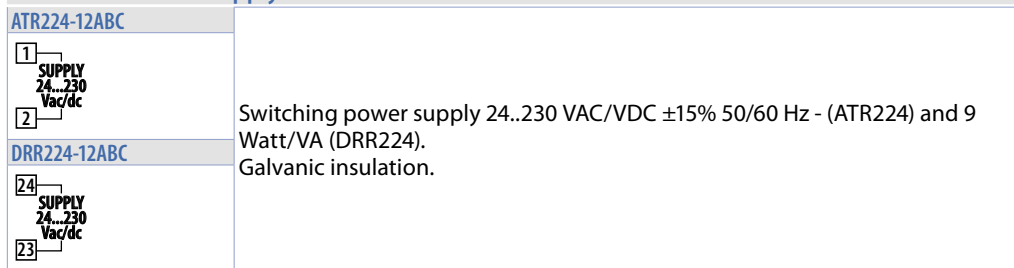 ATR224-12ABC
1
SUPPLY
24...230
Vac/dc
2
Switching power supply 24..230 VAC/VDC ±15% 50/60 Hz - (ATR224) and 9
Watt/VA (DRR224).
Galvanic insulation.
DRR224-12ABC
24
SUPPLY
24...230
Vac/dc
23